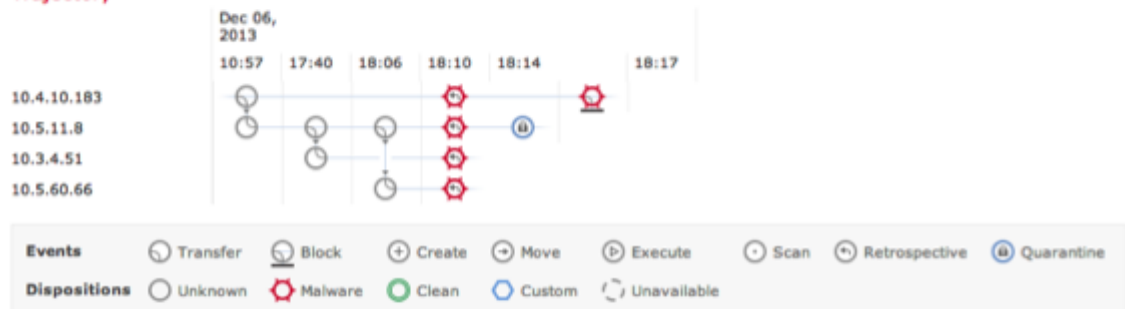 Dec 06,
2013
10:57 17:40 18:06 18:10 18:14 18:17
10.4.10.183
10.5.11.8
10.3.4.51
10.5.60.66
Events Transfer Block Create Move Execute Scan Retrospective Quarantine
Dispositions Unknown Malware Clean Custom Unavailable